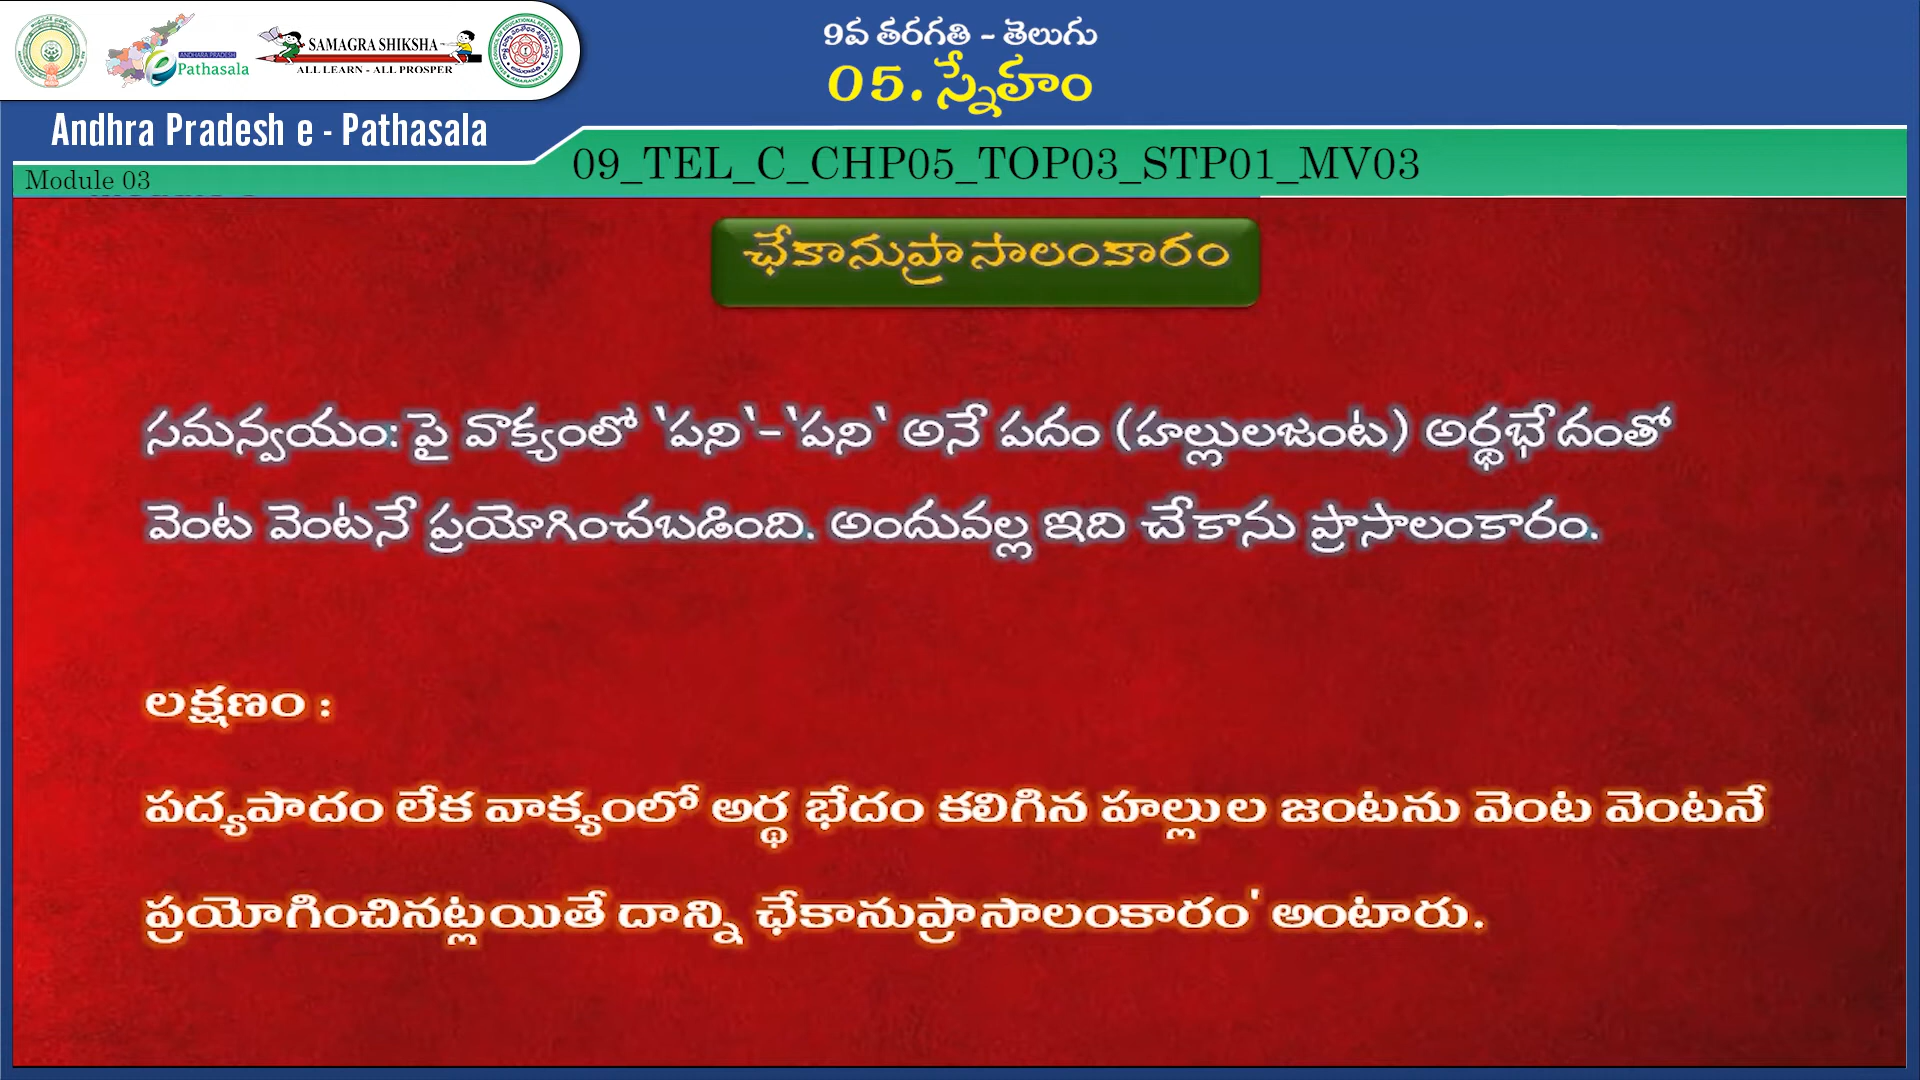 9వ తరగతి - తెలుగు
05. స్నేహం
ANDHRA PRADESH
e Pathasala
SAMAGRA SHIKSHA
ALL LEARN - ALL PROSPER
Andhra Pradesh e - Pathasala
Module 03
09_TEL_C_CHP05_TOP03_STP01_MV03
ఛేకానుప్రాసాలంకారం
సమన్వయం: పై వాక్యంలో 'పని'-'పని' అనే పదం (హల్లులజంట) అర్థభేదంతో
వెంట వెంటనే ప్రయోగించబడింది. అందువల్ల ఇది చేకాను ప్రాసాలంకారం.
లక్షణం :
పద్యపాదం లేక వాక్యంలో అర్థ భేదం కలిగిన హల్లుల జంటను వెంట వెంటనే
ప్రయోగించినట్లయితే దాన్ని ఛేకానుప్రాసాలంకారం' అంటారు.